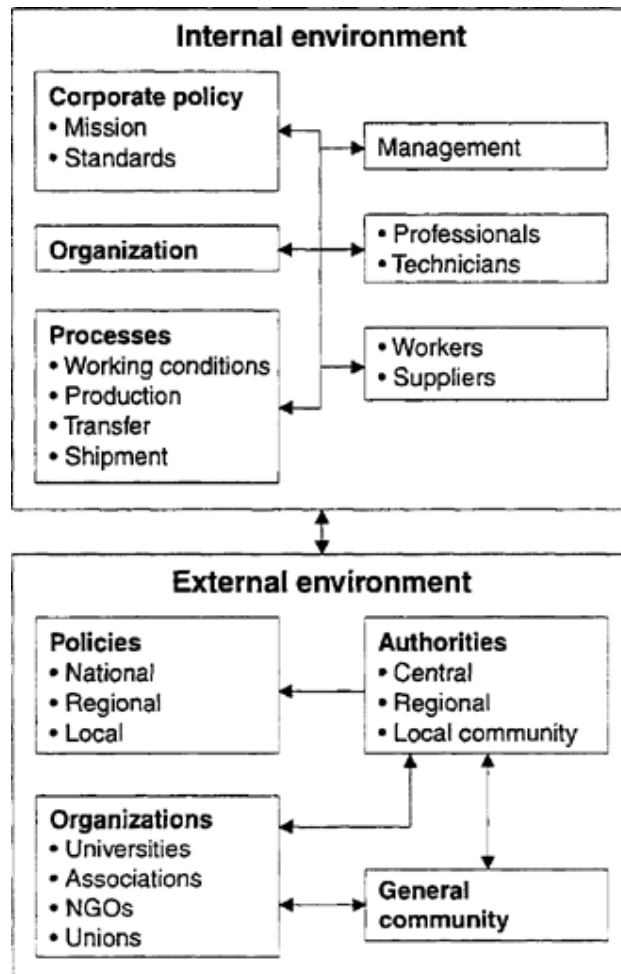 Internal environment
Corporate policy
• Mission
• Standards
Management
Organization
• Professionals
• Technicians
Processes
• Working conditions
• Production
• Transfer
• Shipment
• Workers
• Suppliers
External environment
Policies
• National
• Regional
• Local
Authorities
• Central
• Regional
• Local community
Organizations
• Universities
• Associations
• NGOs
• Unions
General
community